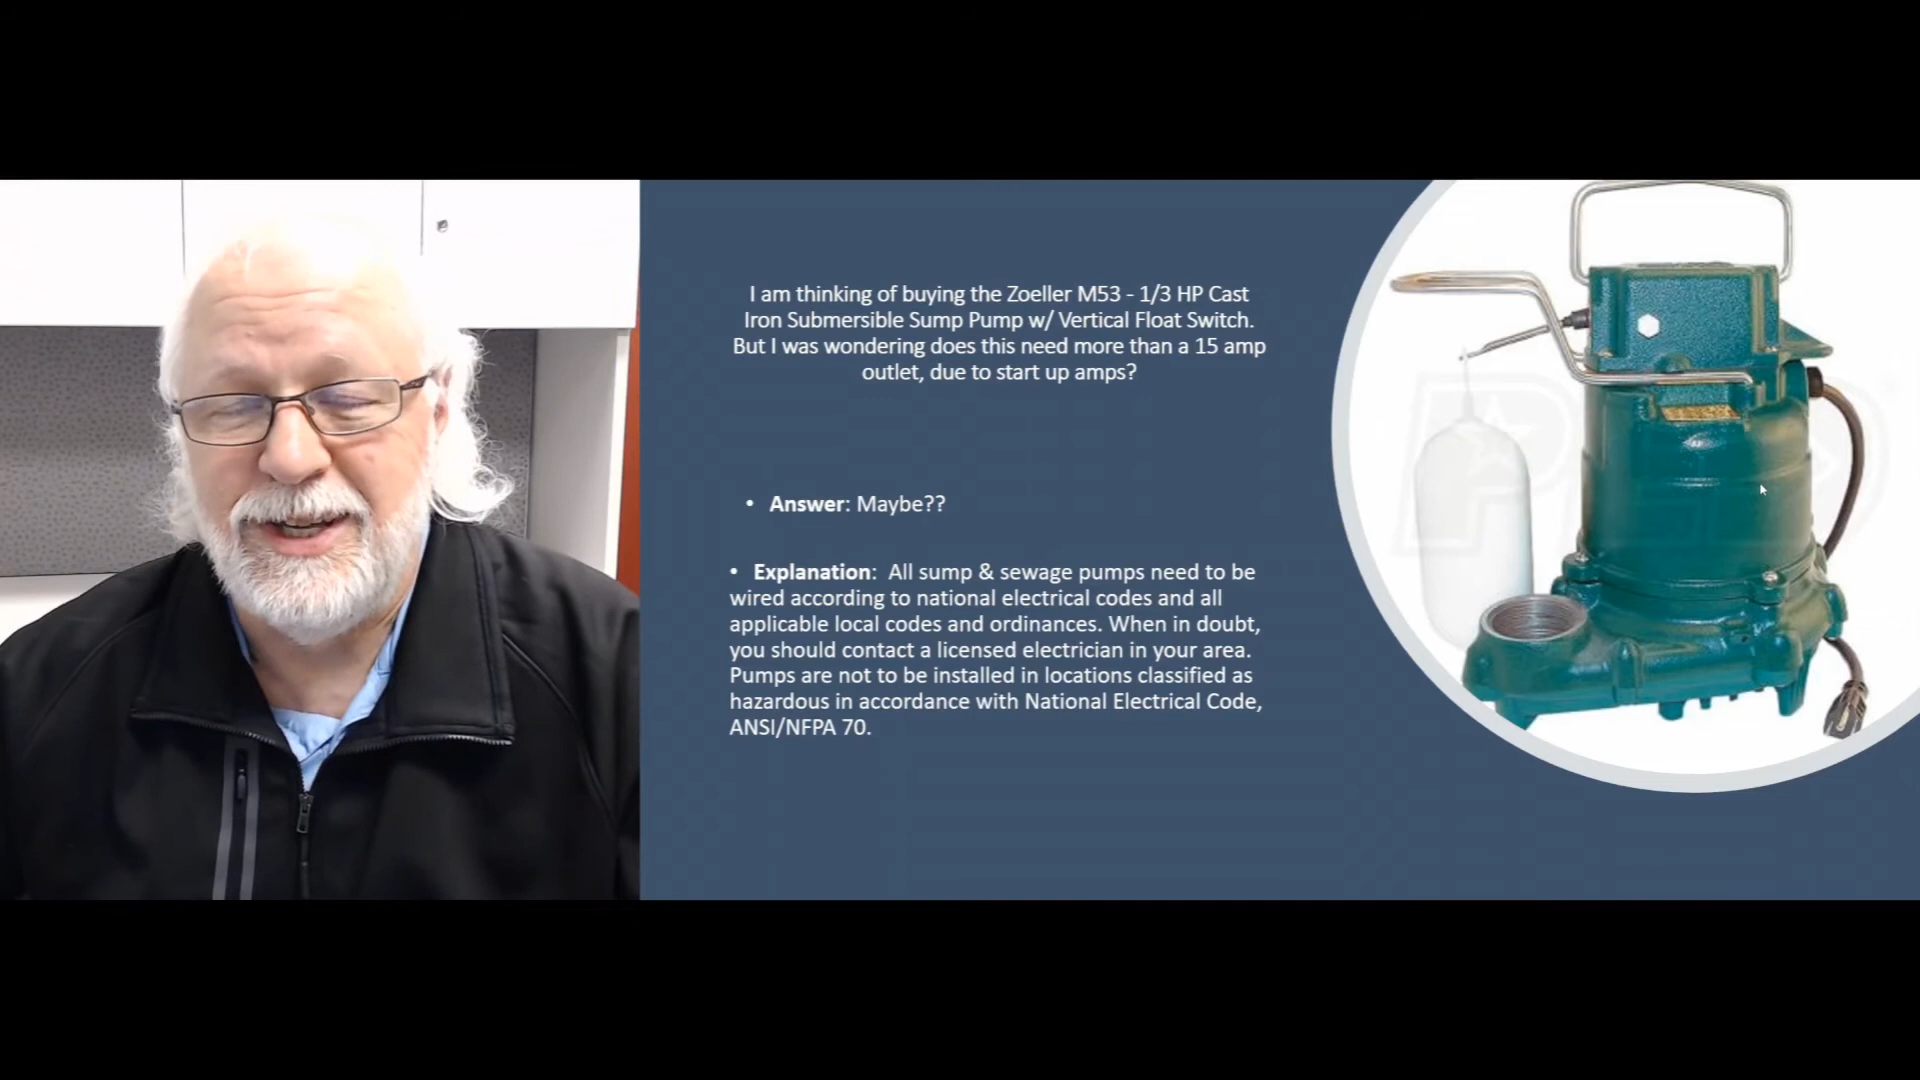 I am thinking of buying the Zoeller M53 - 1/3 HP Cast
Iron Submersible Sump Pump w/ Vertical Float Switch.
But I was wondering does this need more than a 15 amp
outlet, due to start up amps?
• Answer: Maybe??
• Explanation: All sump & sewage pumps need to be
wired according to national electrical codes and all
applicable local codes and ordinances. When in doubt,
you should contact a licensed electrician in your area.
Pumps are not to be installed in locations classified as
hazardous in accordance with National Electrical Code,
ANSI/NFPA 70.